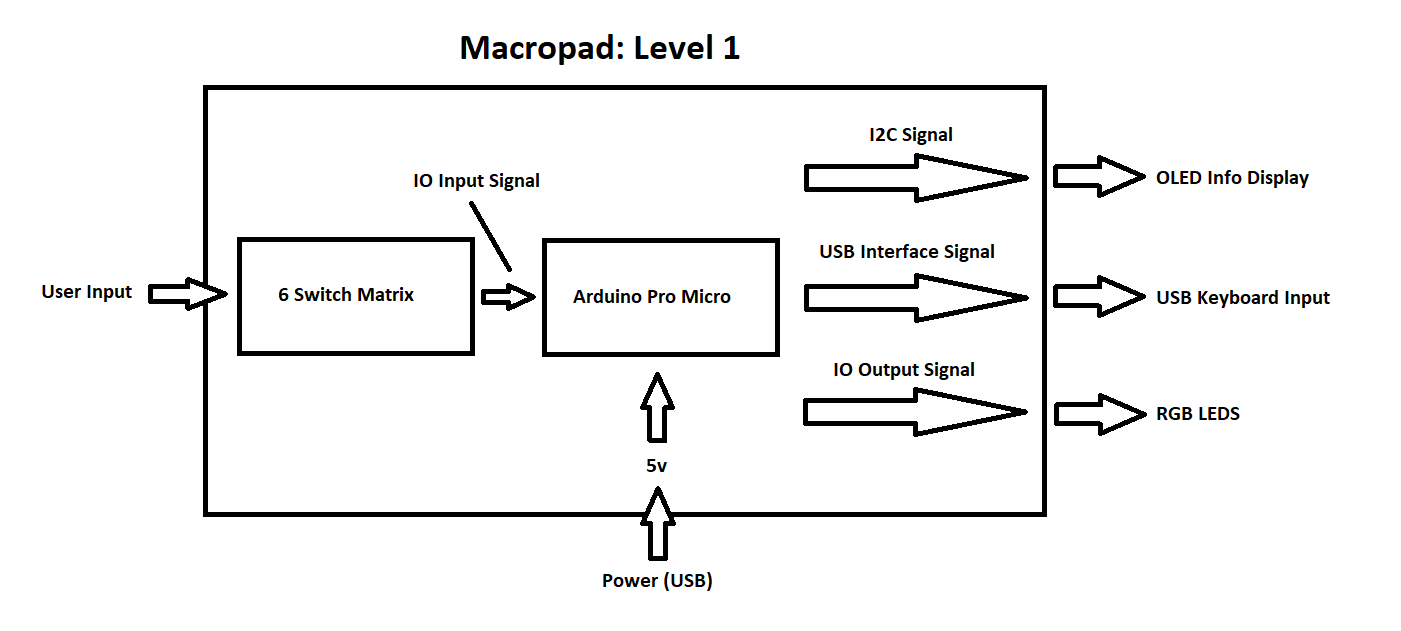 Macropad: Level 1
I2C Signal
IO Input Signal
OLED Info Display
USB Interface Signal
User Input
6 Switch Matrix
Arduino Pro Micro
USB Keyboard Input
IO Output Signal
RGB LEDS
5v
Power (USB)